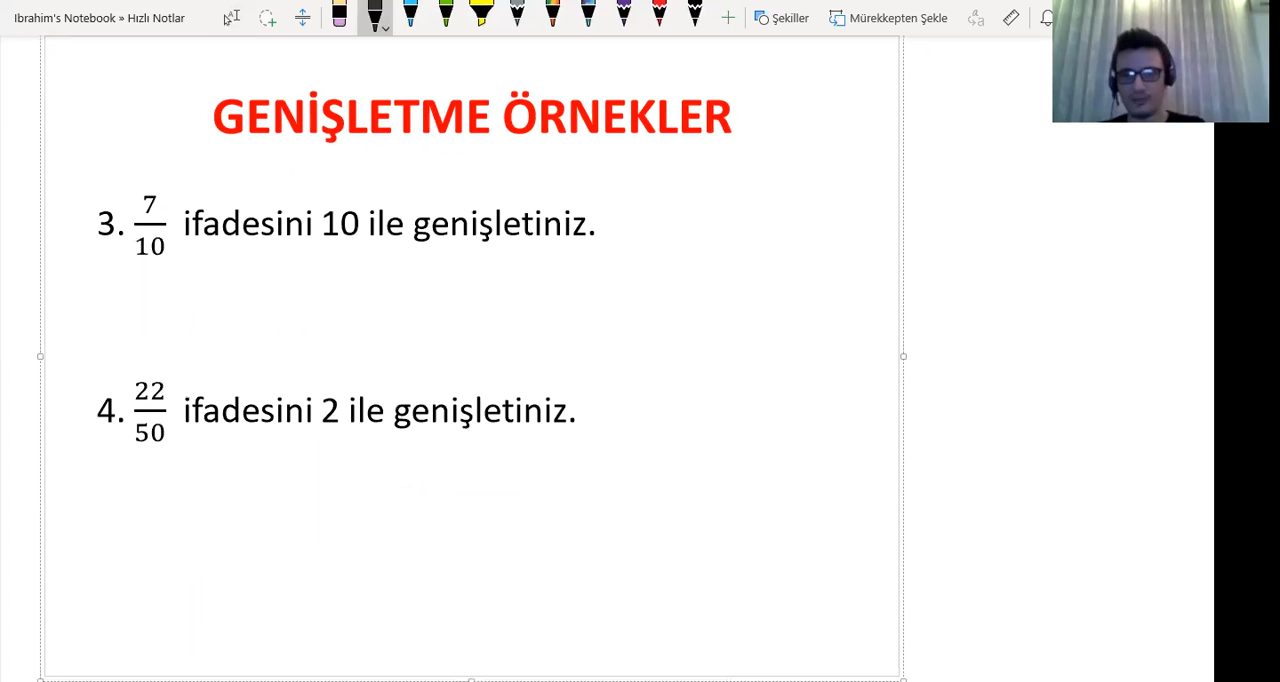 Ibrahim's Notebook » Hızlı Notlar
Şekiller
Mürekkepten Şekle
GENİŞLETME ÖRNEKLER
3. 7/10 ifadesini 10 ile genişletiniz.
4. 22/50 ifadesini 2 ile genişletiniz.